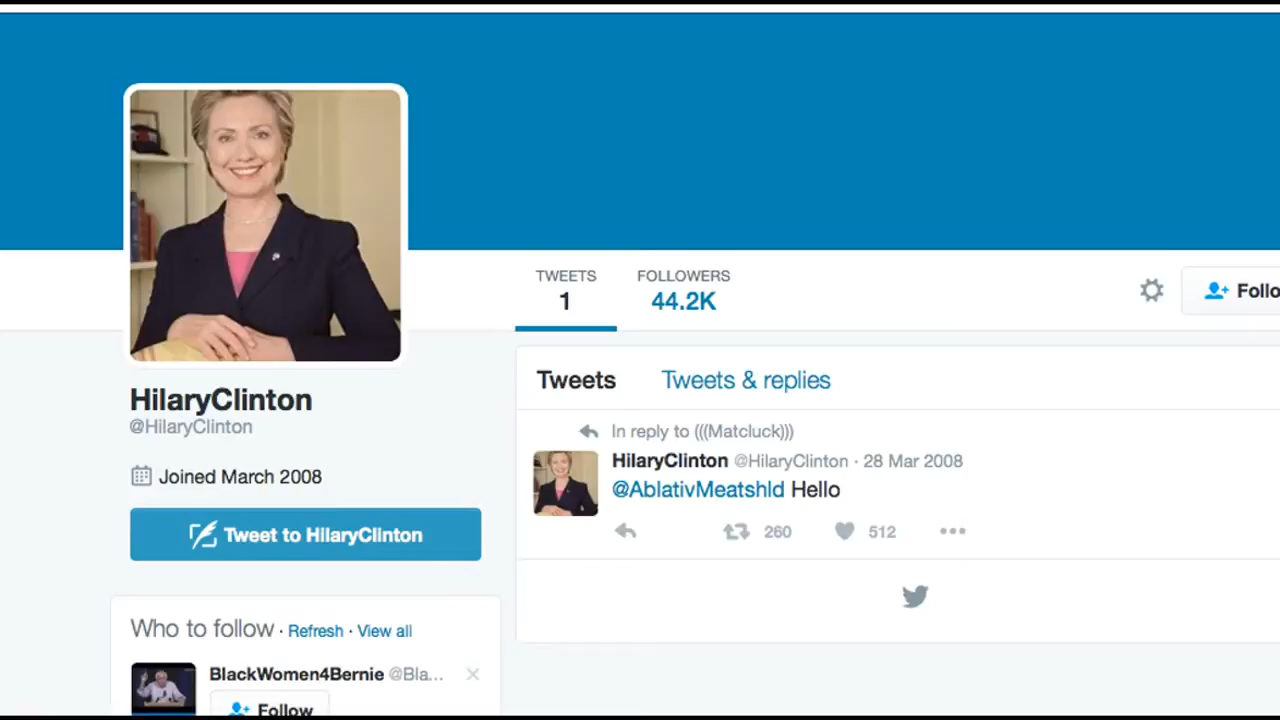 TWEETS
1
FOLLOWERS
44.2K
Follo
HilaryClinton
@HilaryClinton
Joined March 2008
Tweet to HilaryClinton
Who to follow · Refresh · View all
BlackWomen4Bernie @Bla...
Follow
Tweets Tweets & replies
In reply to (((Matcluck)))
HilaryClinton @HilaryClinton · 28 Mar 2008
@AblativMeatshld Hello
260 512